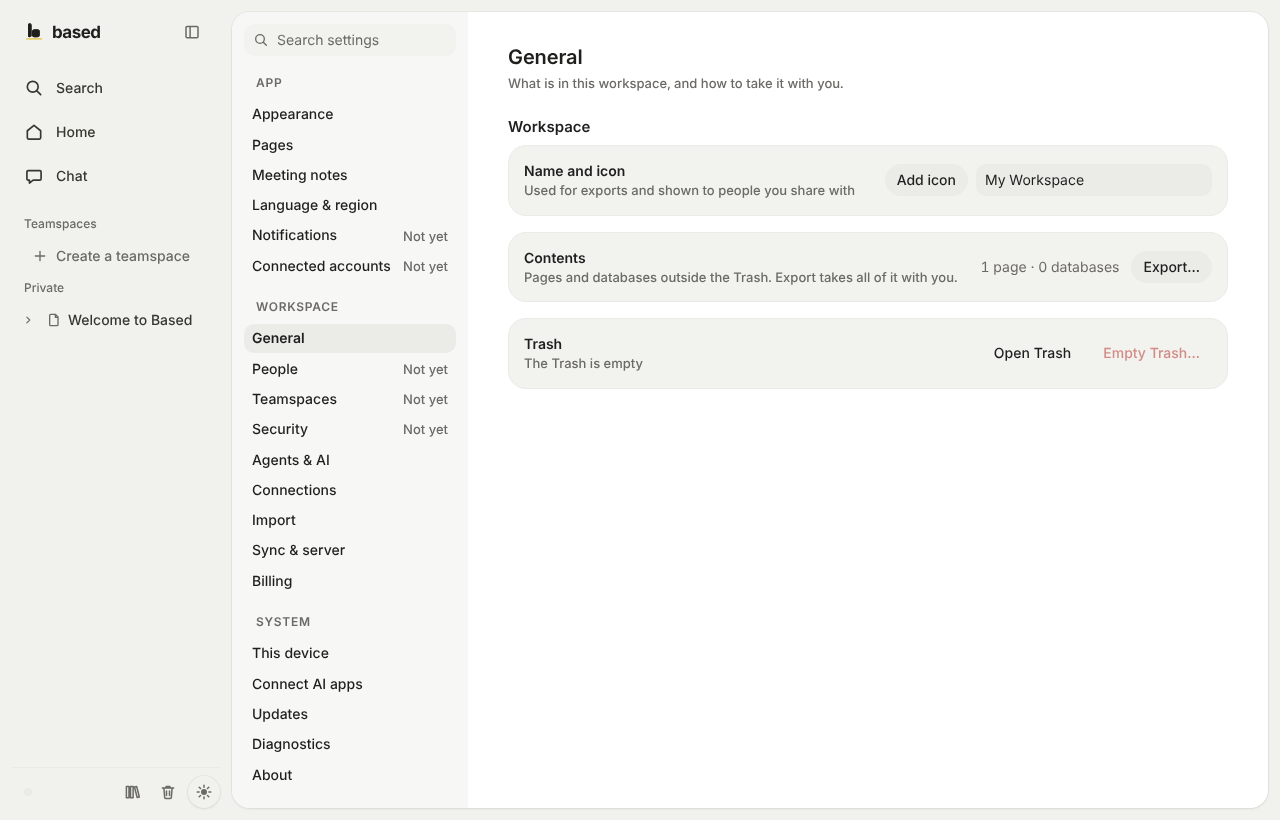 based
Search
Home
Chat
Teamspaces
Create a teamspace
Private
Welcome to Based
Search settings
APP
Appearance
Pages
Meeting notes
Language & region
Notifications Not yet
Connected accounts Not yet
WORKSPACE
General
People Not yet
Teamspaces Not yet
Security Not yet
Agents & AI
Connections
Import
Sync & server
Billing
SYSTEM
This device
Connect AI apps
Updates
Diagnostics
About
General
What is in this workspace, and how to take it with you.
Workspace
Name and icon
Used for exports and shown to people you share with
Add icon
My Workspace
Contents
Pages and databases outside the Trash. Export takes all of it with you.
1 page · 0 databases
Export…
Trash
The Trash is empty
Open Trash
Empty Trash…